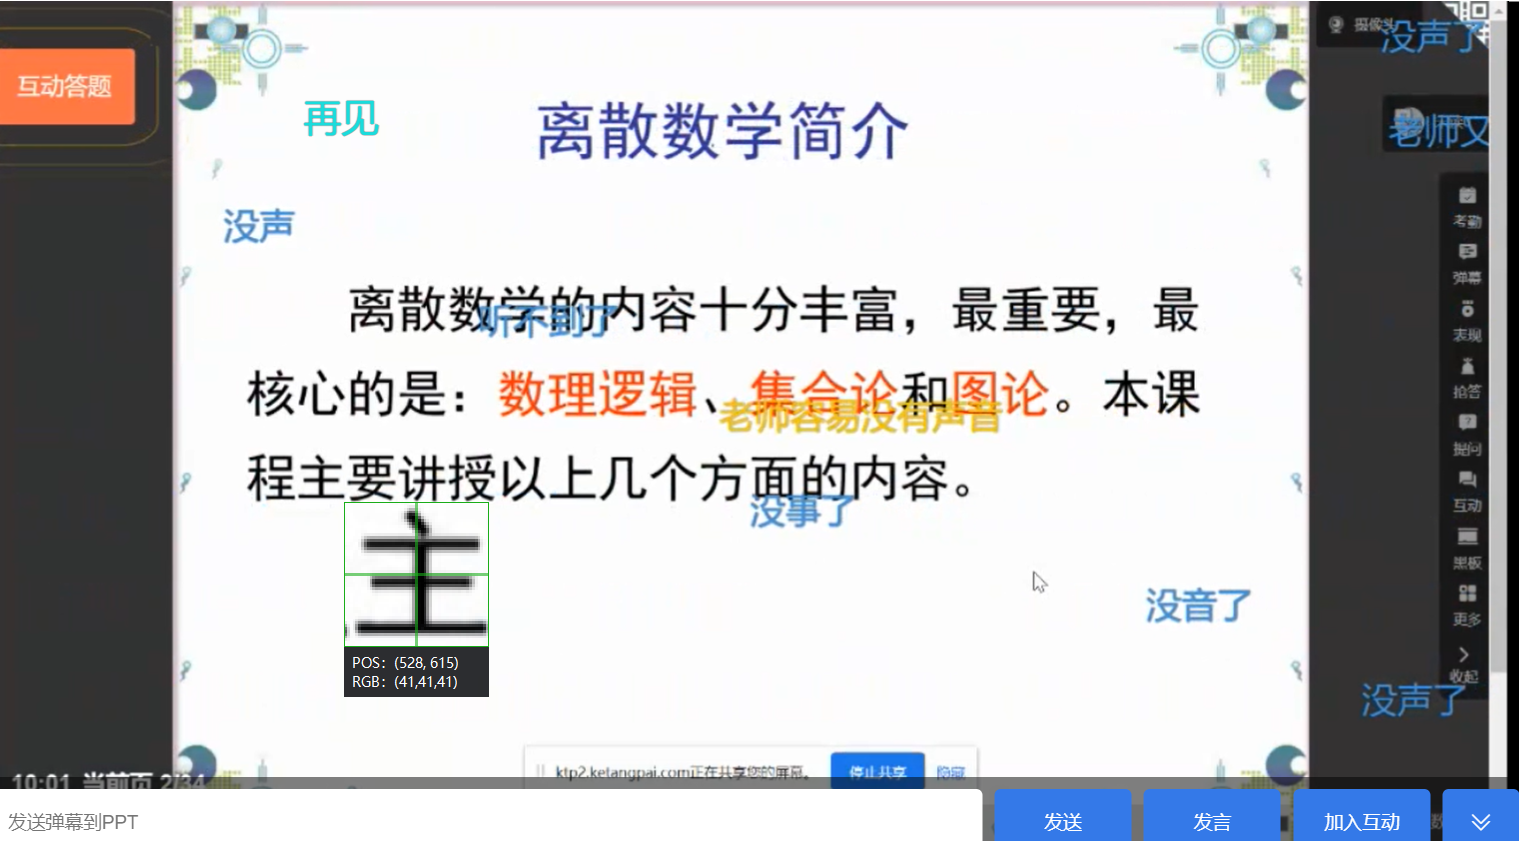 互动答题
再见
离散数学简介
没声了
老师又
没声
考勤
弹幕
表现
抢答
提问
互动
黑板
更多
收起
离散数学的内容十分丰富，最重要，最
听不到了
核心的是：数理逻辑、集合论和图论。本课
老师容易没有声音
程主要讲授以上几个方面的内容。
没事了
主
POS: (528, 615)
RGB: (41,41,41)
没音了
没声了
10:01 当前页 2/34
ktp2.ketangpai.com正在共享您的屏幕。 停止共享 隐藏
发送弹幕到PPT 发送 发言 加入互动